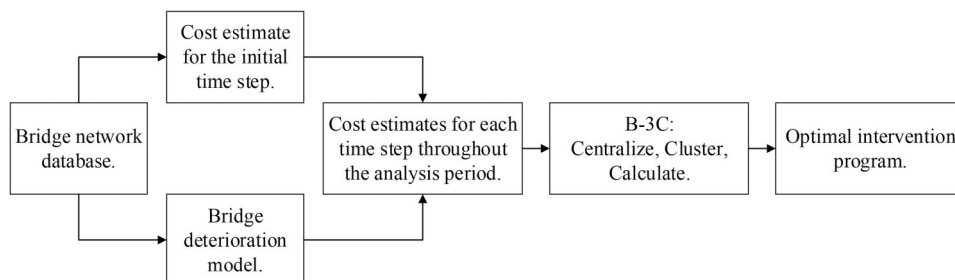 Cost estimate
for the initial
time step.
Bridge network
database.
Bridge
deterioration
model.
Cost estimates for each
time step throughout
the analysis period.
B-3C:
Centralize, Cluster,
Calculate.
Optimal intervention
program.